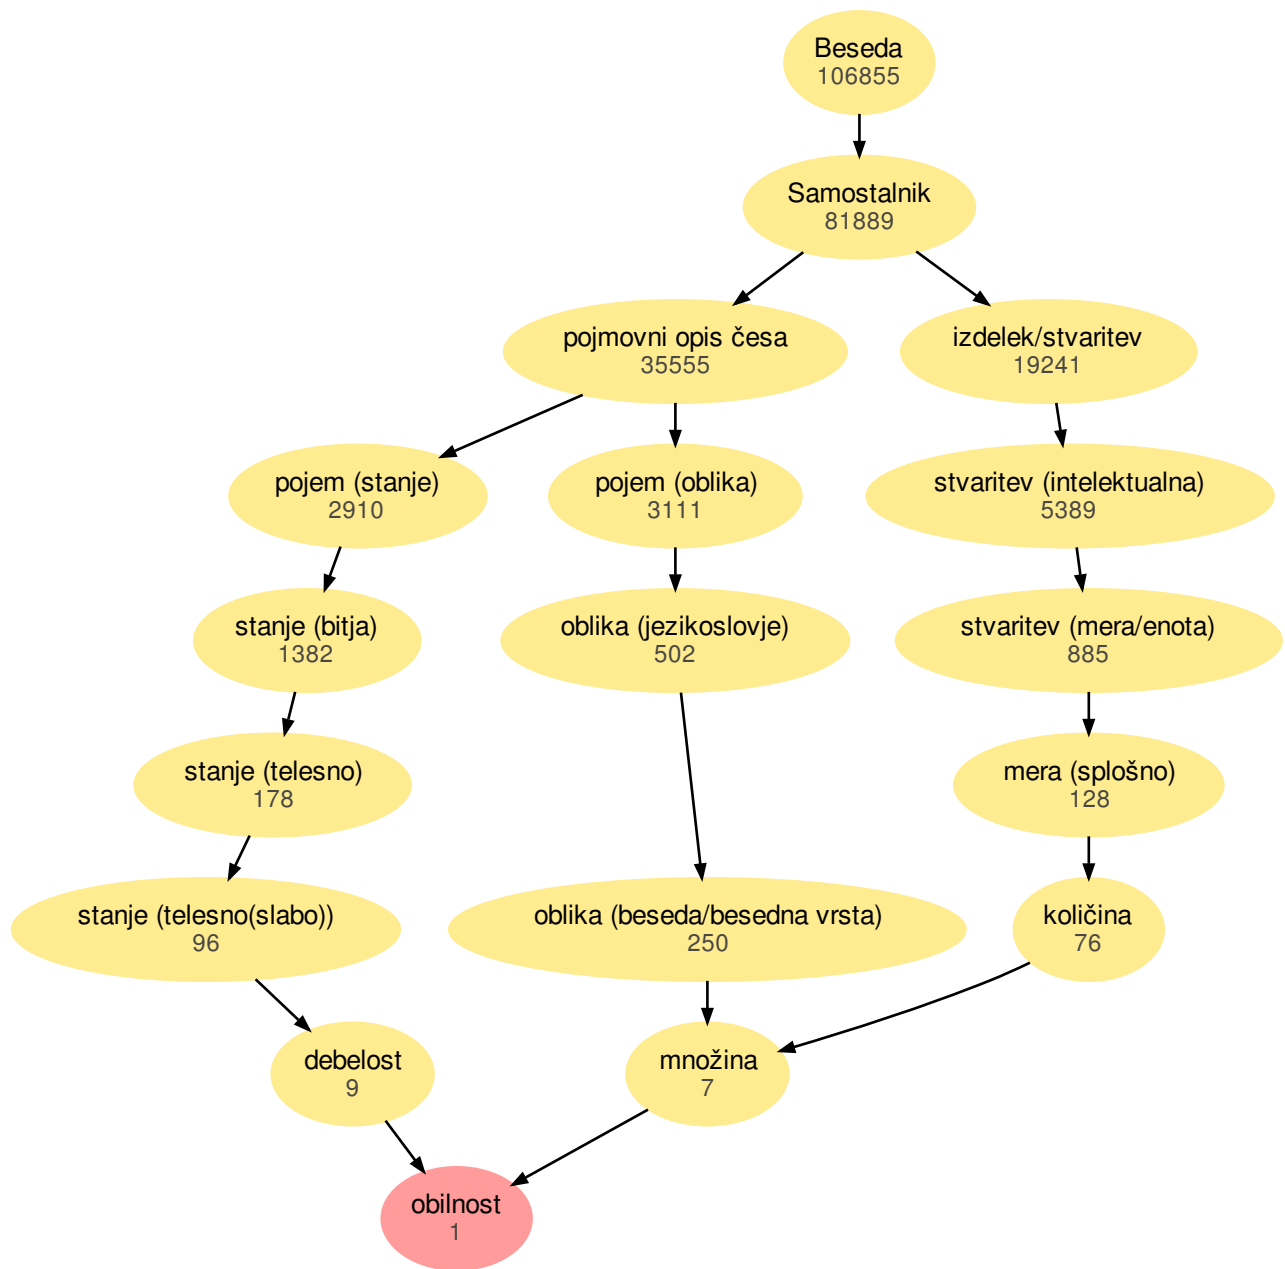 Beseda
106855
Samostalnik
81889
pojmovni opis česa
35555
izdelek/stvaritev
19241
pojem (stanje)
2910
pojem (oblika)
3111
stvaritev (intelektualna)
5389
stanje (bitja)
1382
oblika (jezikoslovje)
502
stvaritev (mera/enota)
885
stanje (telesno)
178
mera (splošno)
128
stanje (telesno(slabo))
96
oblika (beseda/besedna vrsta)
250
količina
76
debelost
9
množina
7
obilnost
1